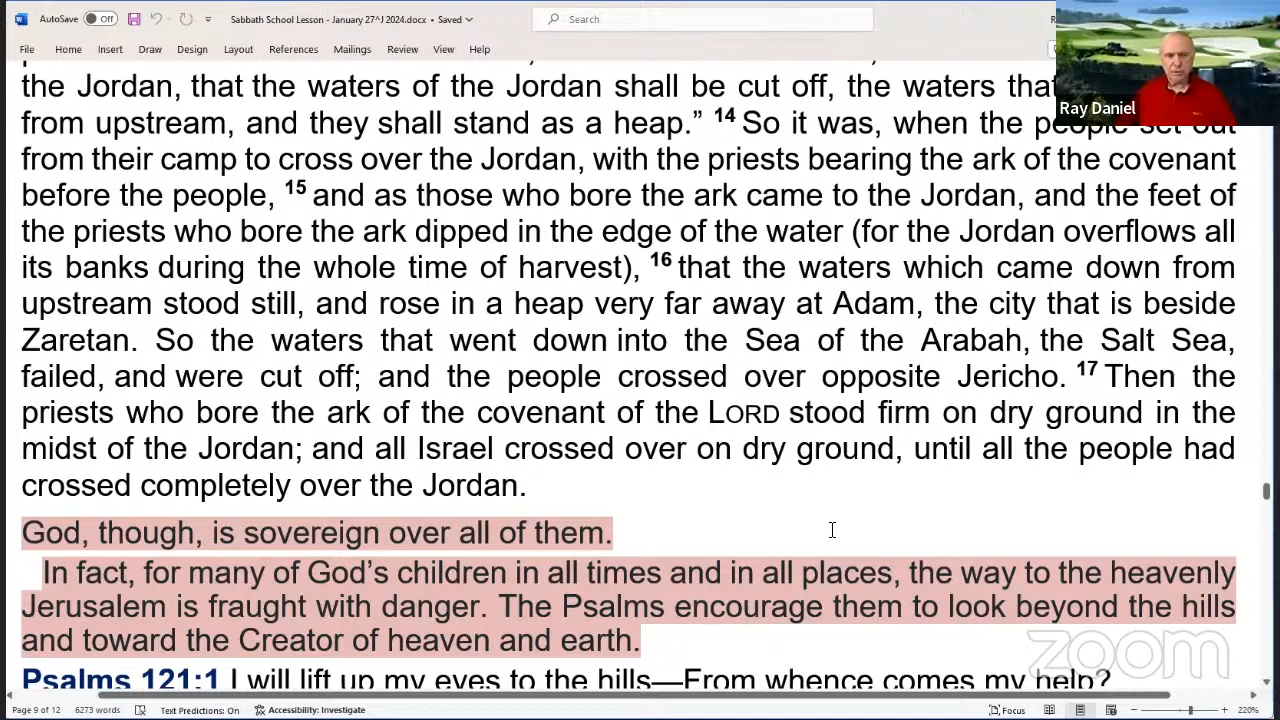 AutoSave Off Sabbath School Lesson - January 27^J 2024.docx • Saved Search
File Home Insert Draw Design Layout References Mailings Review View Help
the Jordan, that the waters of the Jordan shall be cut off, the waters that
Ray Daniel
from upstream, and they shall stand as a heap.” 14 So it was, when the people set out
from their camp to cross over the Jordan, with the priests bearing the ark of the covenant
before the people, 15 and as those who bore the ark came to the Jordan, and the feet of
the priests who bore the ark dipped in the edge of the water (for the Jordan overflows all
its banks during the whole time of harvest), 16 that the waters which came down from
upstream stood still, and rose in a heap very far away at Adam, the city that is beside
Zaretan. So the waters that went down into the Sea of the Arabah, the Salt Sea,
failed, and were cut off; and the people crossed over opposite Jericho. 17 Then the
priests who bore the ark of the covenant of the LORD stood firm on dry ground in the
midst of the Jordan; and all Israel crossed over on dry ground, until all the people had
crossed completely over the Jordan.
God, though, is sovereign over all of them.
In fact, for many of God’s children in all times and in all places, the way to the heavenly
Jerusalem is fraught with danger. The Psalms encourage them to look beyond the hills
and toward the Creator of heaven and earth.
zoom
Psalms 121:1 I will lift up my eyes to the hills—From whence comes my help?
Page 9 of 12 6273 words Text Predictions: On Accessibility: Investigate Focus 220%